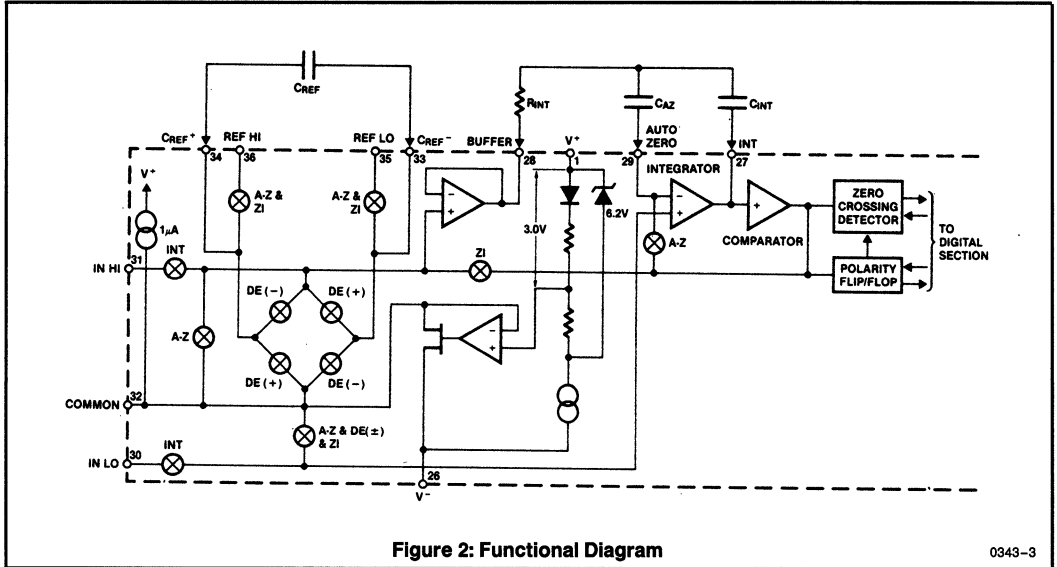 CREF
RINT
CAZ
CINT
CREF+
REF HI
REF LO
CREF-
BUFFER
V+
AUTO
ZERO
INT
34
36
35
33
28
1
29
INTEGRATOR
27
V+
1μA
A-Z &
ZI
A-Z &
ZI
-
+
3.0V
6.2V
-
+
-
+
A-Z
COMPARATOR
ZERO
CROSSING
DETECTOR
POLARITY
FLIP/FLOP
TO
DIGITAL
SECTION
INT
31
IN HI
ZI
DE(-)
DE(+)
A-Z
DE(+)
DE(-)
-
+
32
COMMON
A-Z & DE(±)
& ZI
INT
30
IN LO
26
V-
Figure 2: Functional Diagram
0343-3